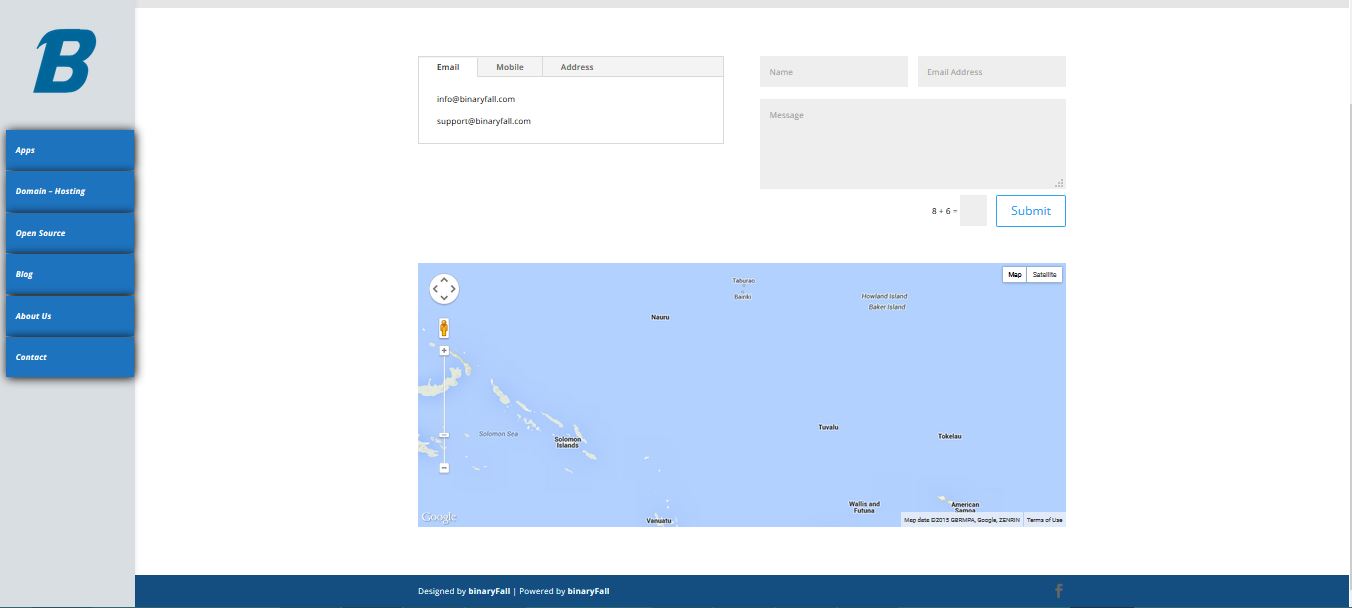 B
Apps
Domain – Hosting
Open Source
Blog
About Us
Contact
Email Mobile Address
info@binaryfall.com
support@binaryfall.com
Name Email Address
Message
8 + 6 =
Submit
Map Satellite
Taburao
Bairiki
Howland Island
Baker Island
Nauru
Solomon Sea
Solomon
Islands
Tuvalu
Tokelau
Wallis and
Futuna
American
Samoa
Vanuatu
Google
Map data ©2015 GBRMPA, Google, ZENRIN Terms of Use
Designed by binaryFall | Powered by binaryFall
f